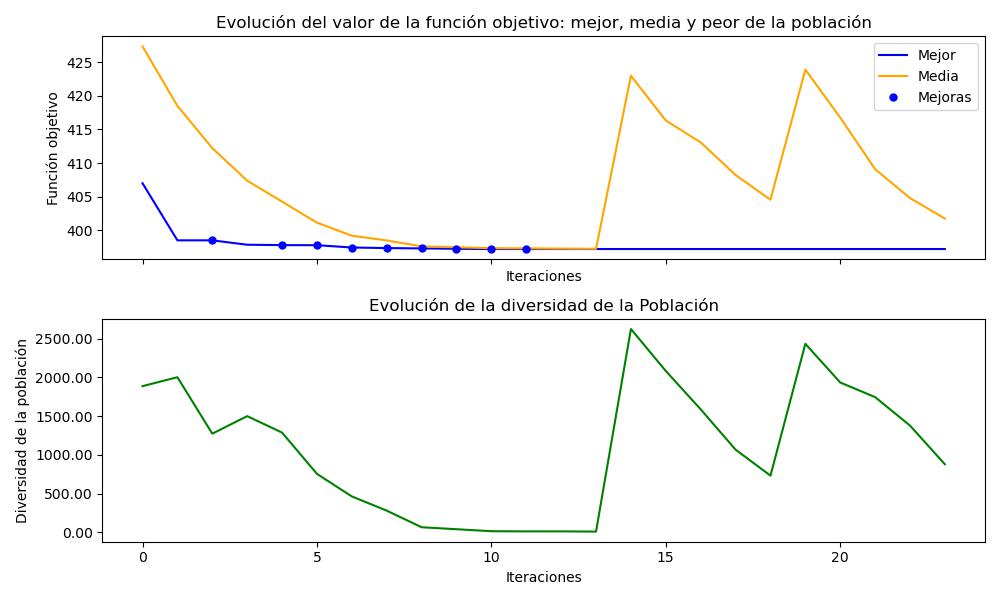 Evolución del valor de la función objetivo: mejor, media y peor de la población
Función objetivo
425
420
415
410
405
400
Mejor
Media
Mejoras
Iteraciones
Evolución de la diversidad de la Población
Diversidad de la población
2500.00
2000.00
1500.00
1000.00
500.00
0.00
0 5 10 15 20
Iteraciones